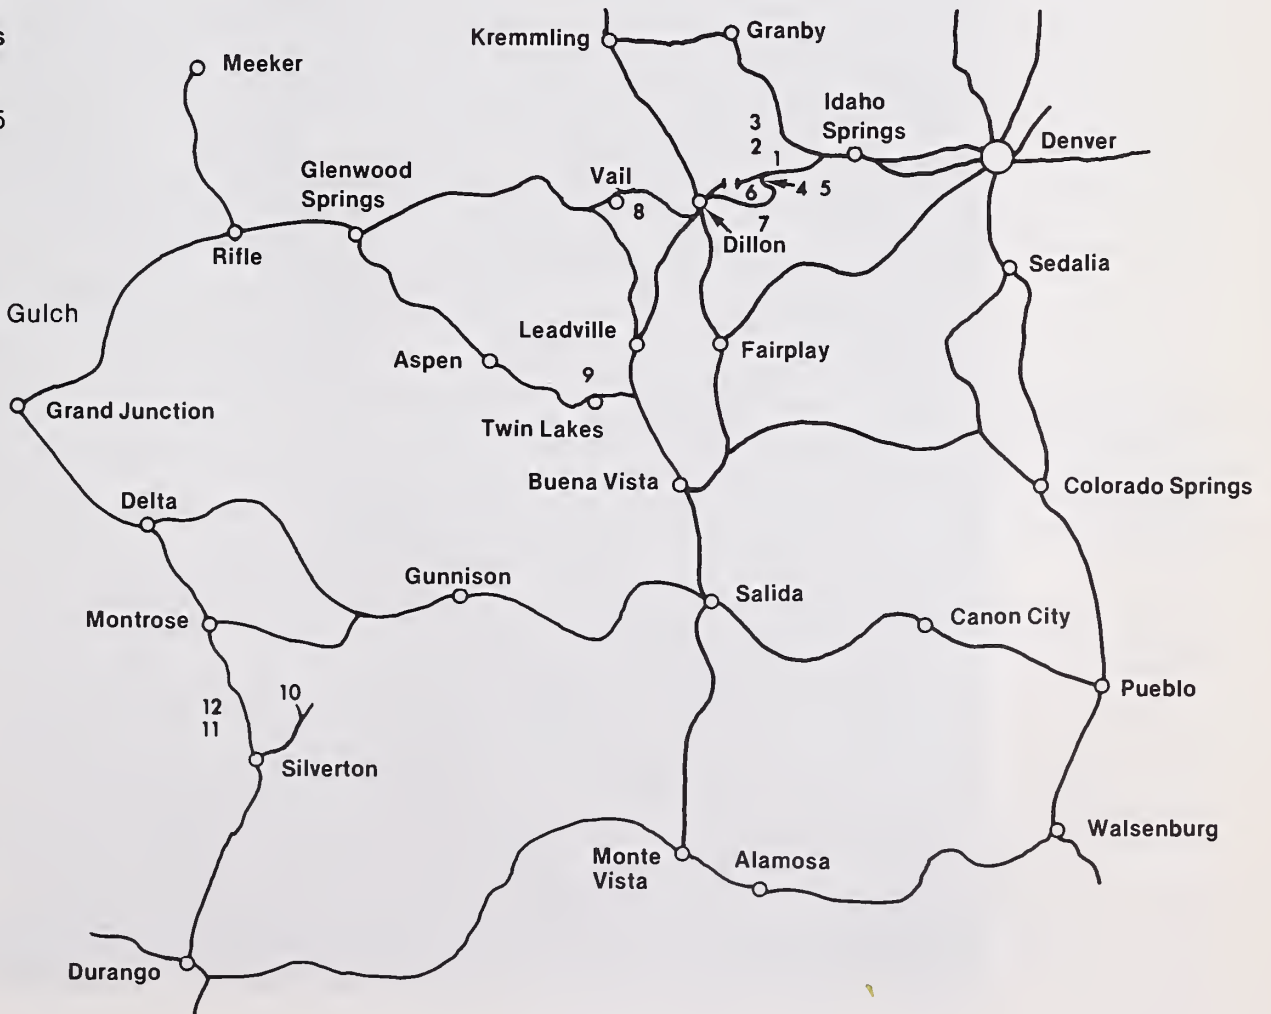 s
5
Gulch
Kremmling
Granby
Meeker
Idaho
Springs
Denver
3
2
1
Glenwood
Springs
Vail
8
6
4 5
7
Dillon
Rifle
Sedalia
Leadville
Fairplay
Aspen
9
Grand Junction
Twin Lakes
Buena Vista
Colorado Springs
Delta
Gunnison
Salida
Montrose
Canon City
10
12
11
Pueblo
Silverton
Walsenburg
Monte
Vista
Alamosa
Durango